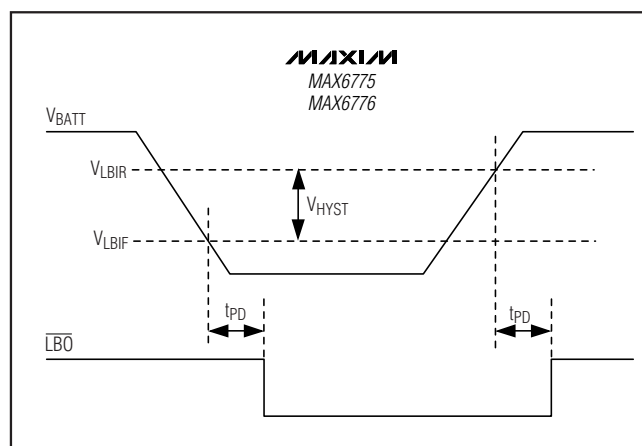 MAXIM
MAX6775
MAX6776
VBATT
VLBIR
VHYST
VLBIF
tPD
tPD
LBO